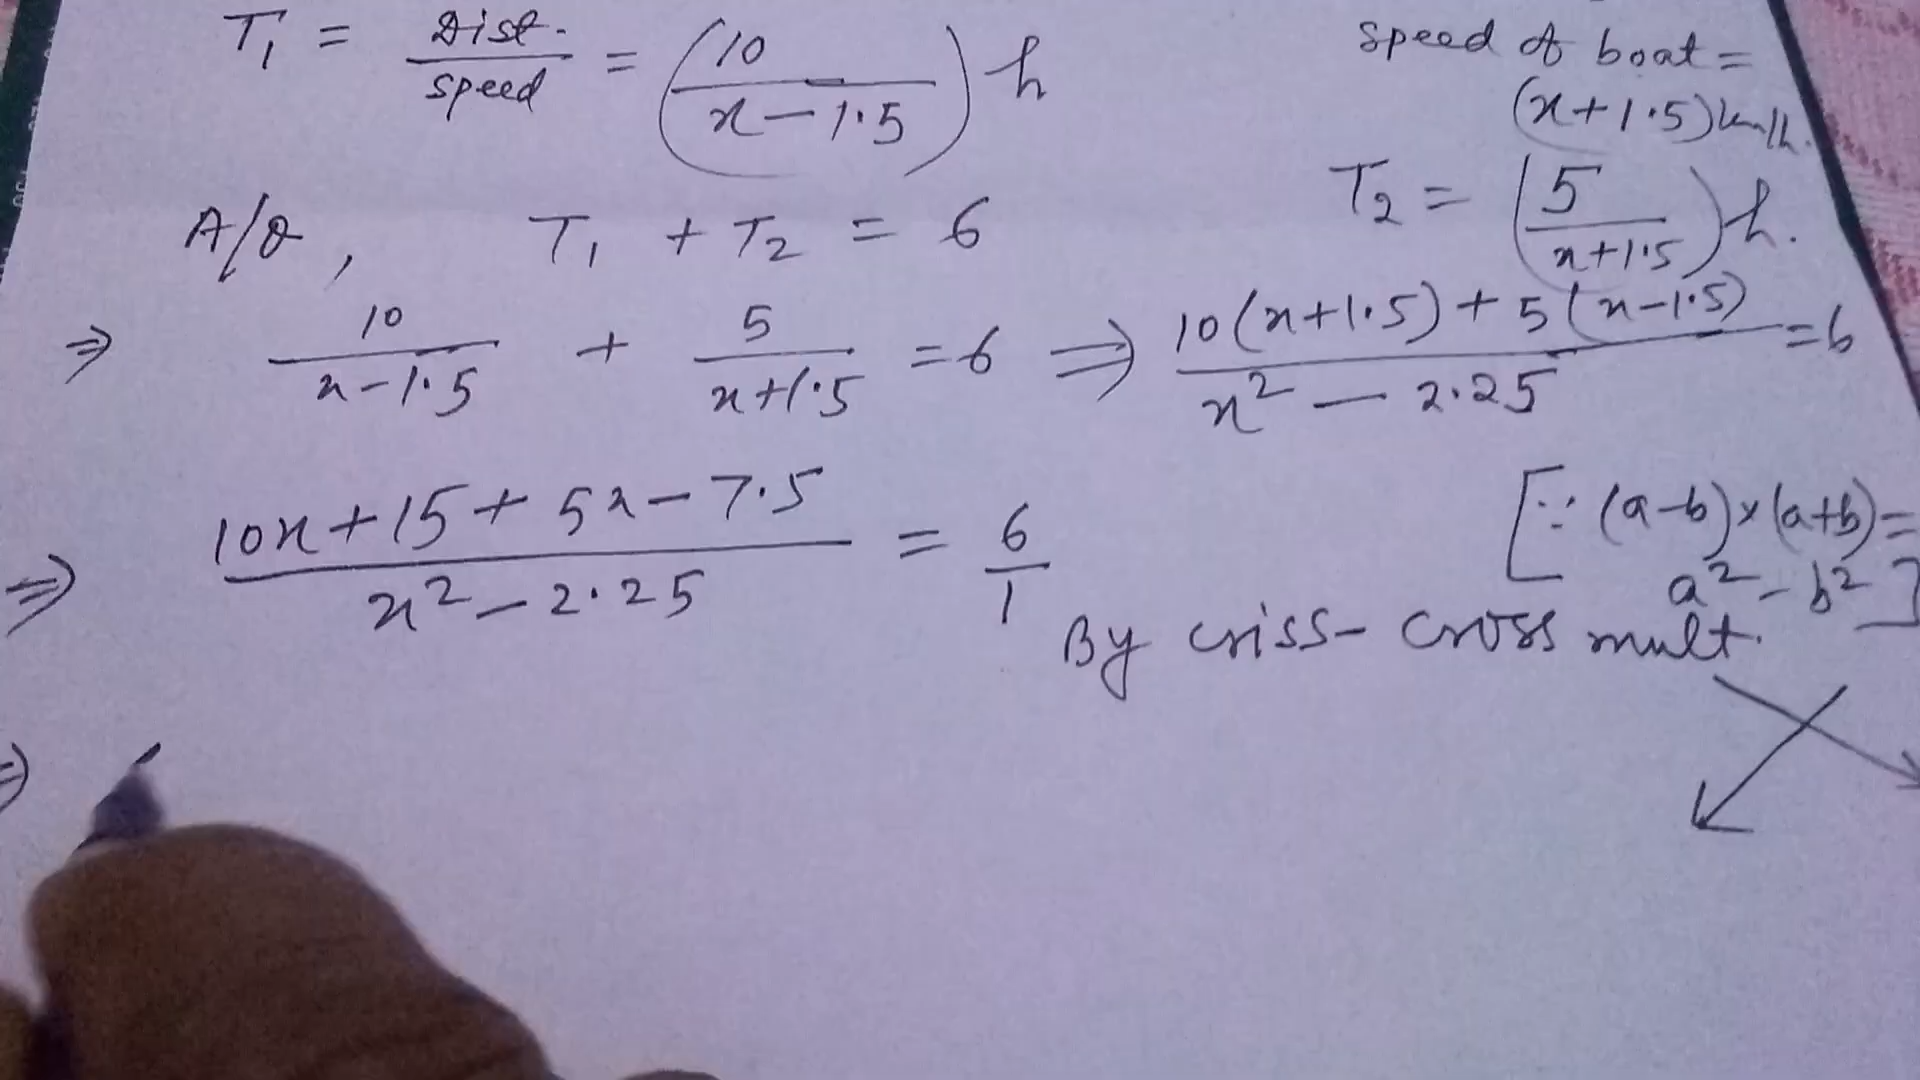 T₁ = Dist. / speed = (10 / x - 1.5) h
speed of boat =
(x + 1.5) km/h.
T₂ = (5 / x + 1.5) h.
A/Q, T₁ + T₂ = 6
⇒ 10 / x - 1.5 + 5 / x + 1.5 = 6 ⇒ 10(x + 1.5) + 5(x - 1.5) / x² - 2.25 = 6
[∵ (a - b) × (a + b) =
a² - b²]
⇒ 10x + 15 + 5x - 7.5 / x² - 2.25 = 6 / 1
By criss-cross mult.
⇒